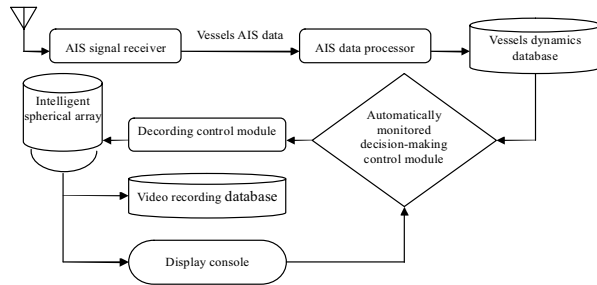 Vessels AIS data
AIS signal receiver
AIS data processor
Vessels dynamics
database
Intelligent
spherical array
Decording control module
Automatically
monitored
decision-making
control module
Video recording database
Display console